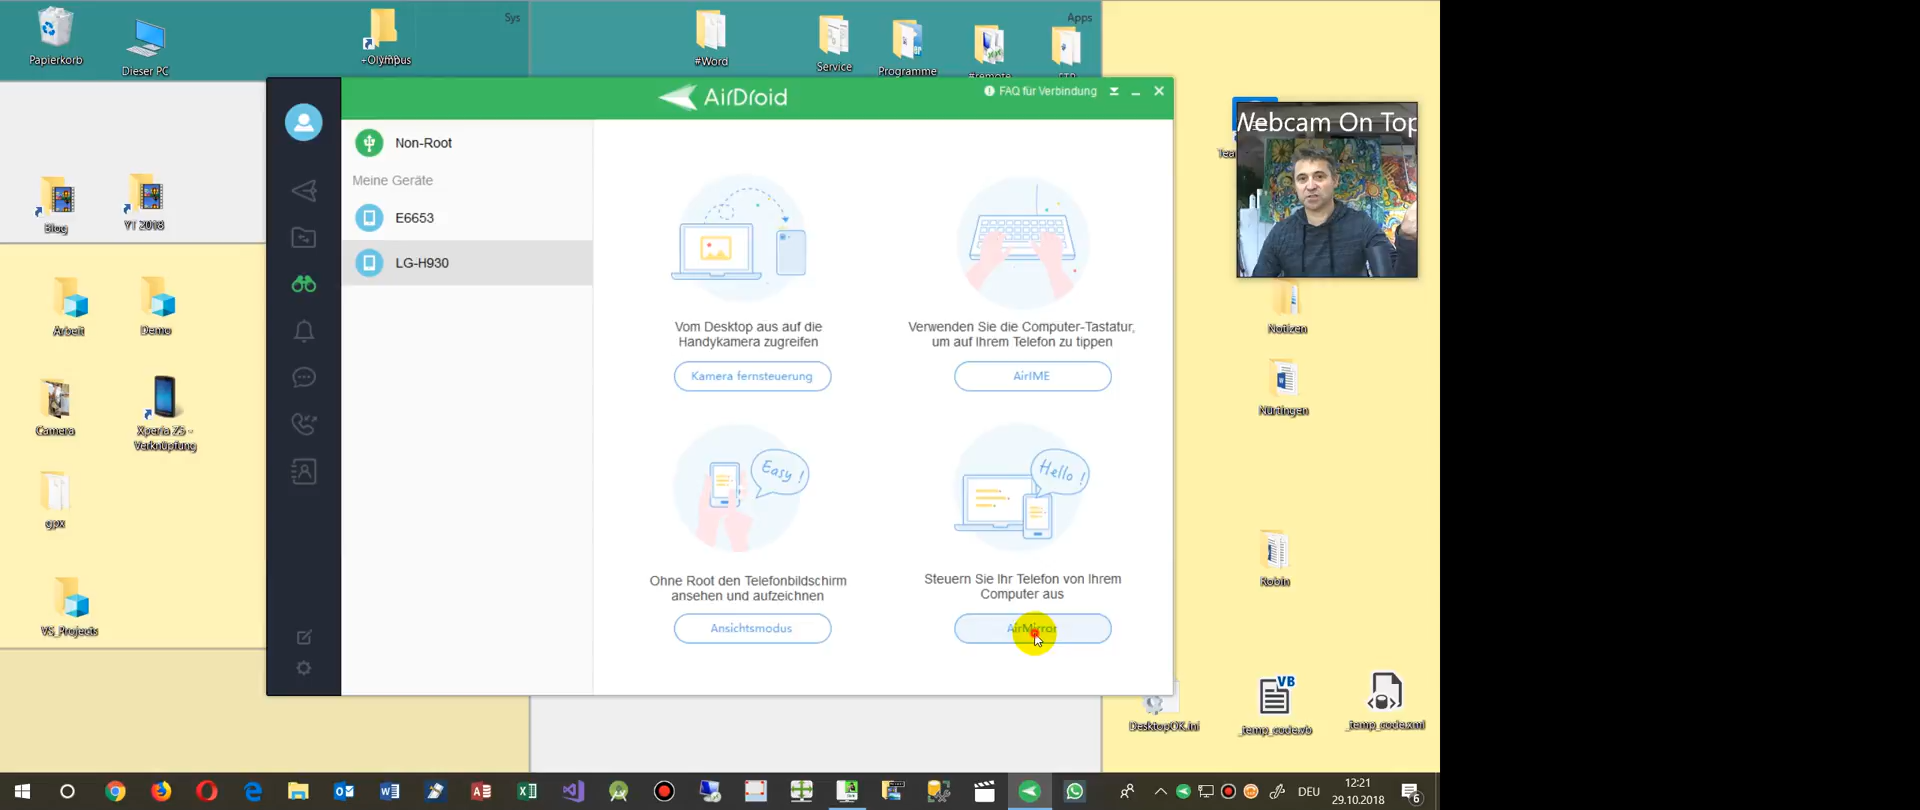 Sys
Apps
Papierkorb
Dieser PC
#Word
Service
Programme
AirDroid
FAQ für Verbindung
Webcam On Top
Non-Root
Meine Geräte
E6653
LG-H930
Blog
YT 2018
Vom Desktop aus auf die
Handykamera zugreifen
Kamera fernsteuerung
Verwenden Sie die Computer-Tastatur,
um auf Ihrem Telefon zu tippen
AirIME
Arbeit
Demo
Notizen
Camera
Xperia Z5 -
Verknüpfung
Nürtingen
Easy !
Hello !
gpx
Ohne Root den Telefonbildschirm
ansehen und aufzeichnen
Ansichtsmodus
Steuern Sie Ihr Telefon von Ihrem
Computer aus
AirMirror
Robin
VS_Projects
VB
DesktopOK.ini
_temp_code.vb
_temp_code.xml
DEU
12:21
29.10.2018
6